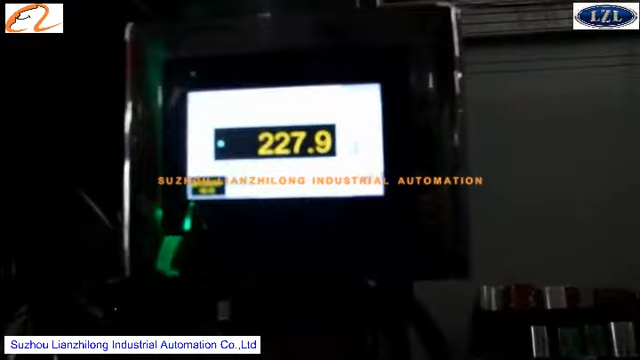 LZL
227.9
SUZHOU LIANZHILONG INDUSTRIAL AUTOMATION
Suzhou Lianzhilong Industrial Automation Co.,Ltd